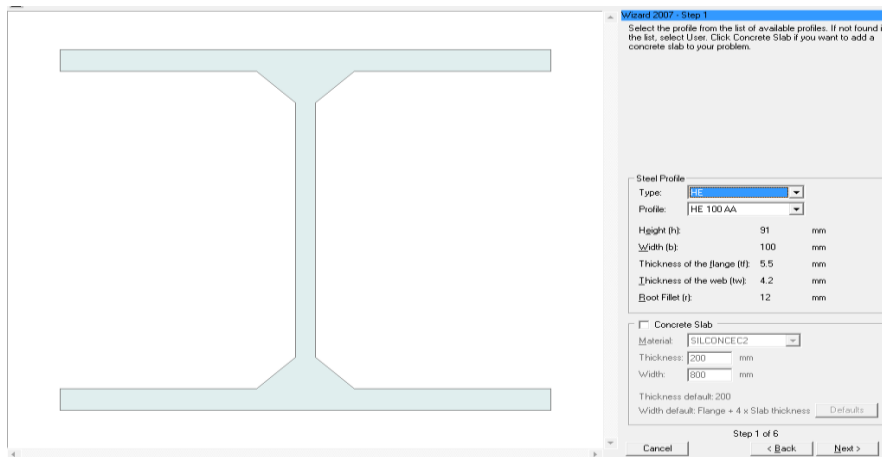 Wizard 2007 - Step 1
Select the profile from the list of available profiles. If not found i
the list, select User. Click Concrete Slab if you want to add a
concrete slab to your problem.
Steel Profile
Type: HE
Profile: HE 100 AA
Height (h): 91 mm
Width (b): 100 mm
Thickness of the flange (tf): 5.5 mm
Thickness of the web (tw): 4.2 mm
Root Fillet (r): 12 mm
Concrete Slab
Material: SILCONCEC2
Thickness: 200 mm
Width: 800 mm
Thickness default: 200
Width default: Flange + 4 x Slab thickness Defaults
Step 1 of 6
Cancel < Back Next >